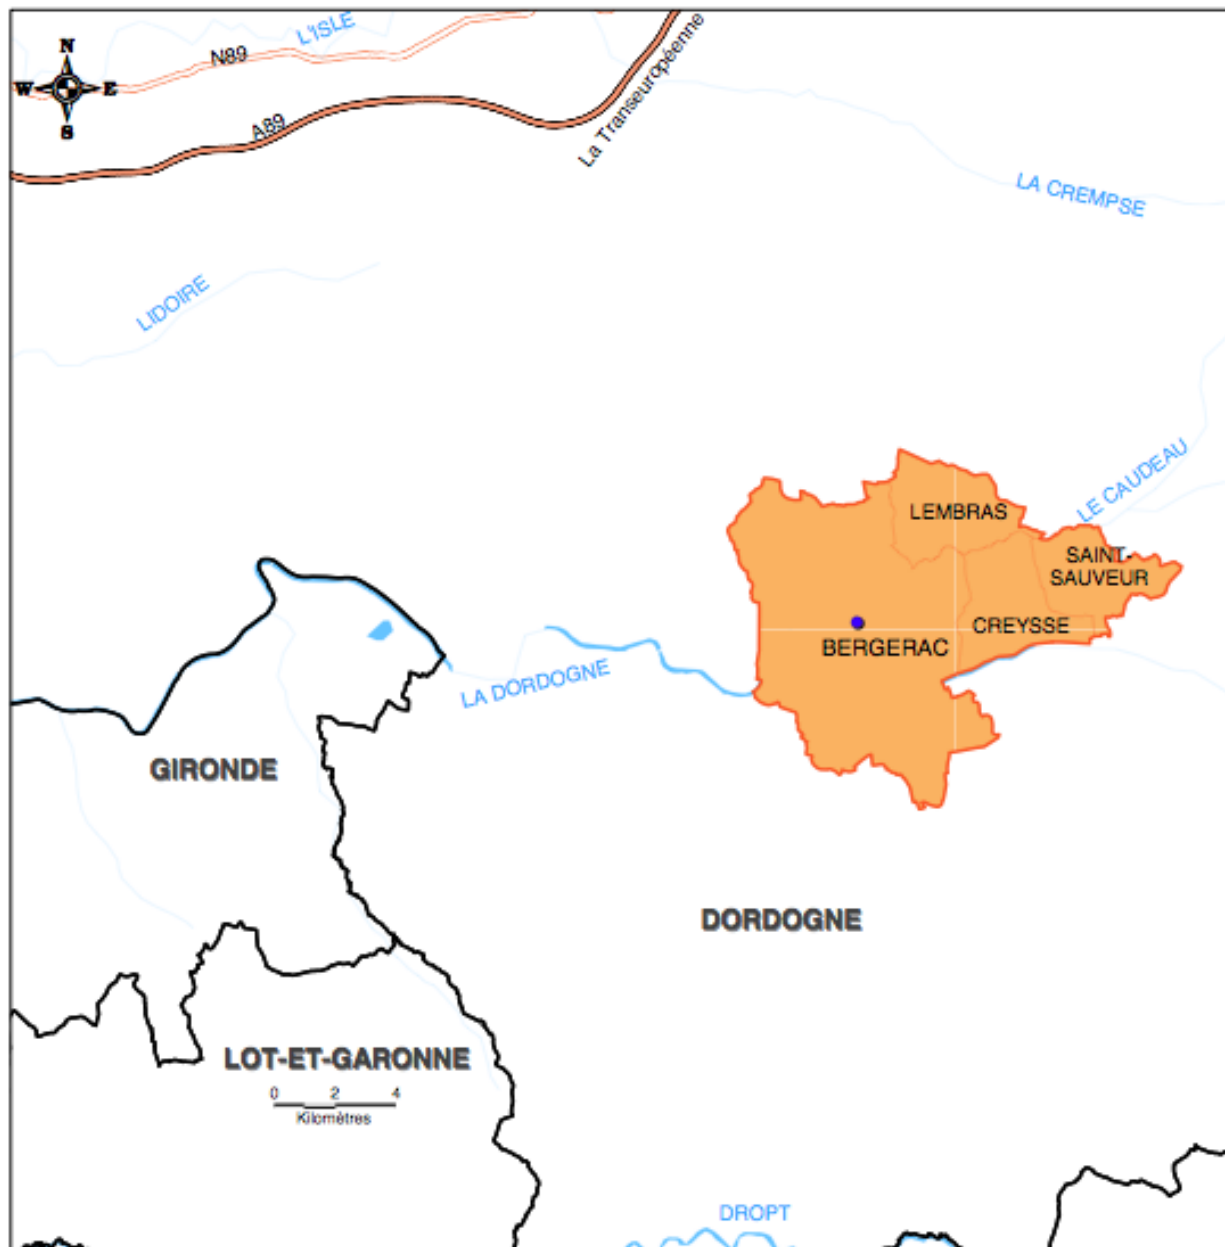 L'ISLE
N
N89
W E
A89
S
La Transeuropéenne
LA CREMPSE
LIDOIRE
LE CAUDEAU
LEMBRAS
SAINT-
SAUVEUR
CREYSSE
BERGERAC
LA DORDOGNE
GIRONDE
DORDOGNE
LOT-ET-GARONNE
0 2 4
Kilomètres
DROPT